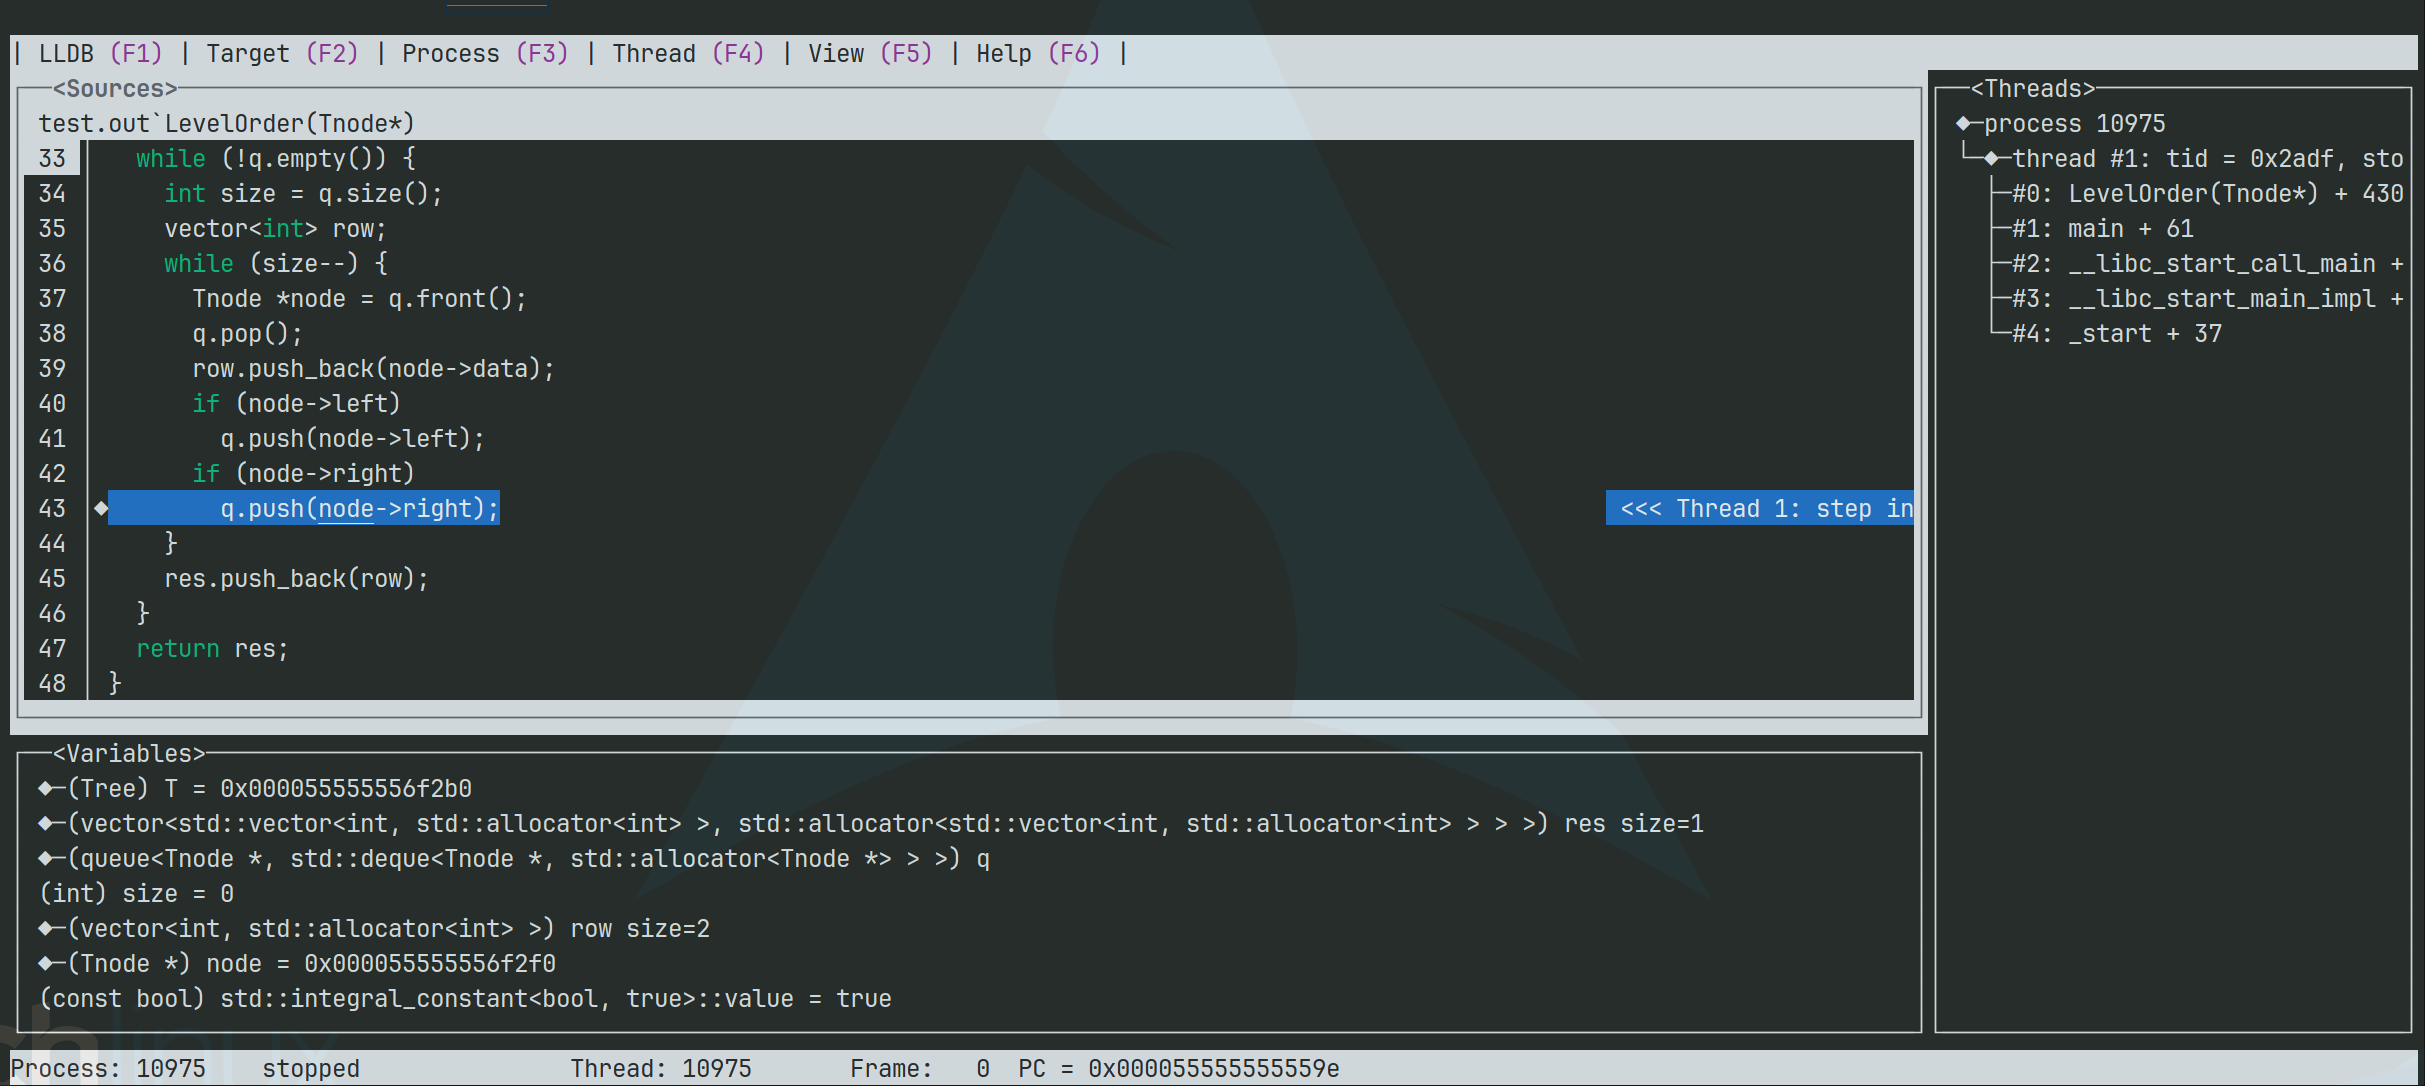 | LLDB (F1) | Target (F2) | Process (F3) | Thread (F4) | View (F5) | Help (F6) |
<Sources>
test.out`LevelOrder(Tnode*)
33 while (!q.empty()) {
34 int size = q.size();
35 vector<int> row;
36 while (size--) {
37 Tnode *node = q.front();
38 q.pop();
39 row.push_back(node->data);
40 if (node->left)
41 q.push(node->left);
42 if (node->right)
43 ◆ q.push(node->right); <<< Thread 1: step in
44 }
45 res.push_back(row);
46 }
47 return res;
48 }
<Threads>
◆─process 10975
└─◆─thread #1: tid = 0x2adf, sto
├─#0: LevelOrder(Tnode*) + 430
├─#1: main + 61
├─#2: __libc_start_call_main +
├─#3: __libc_start_main_impl +
└─#4: _start + 37
<Variables>
◆─(Tree) T = 0x000055555556f2b0
◆─(vector<std::vector<int, std::allocator<int> >, std::allocator<std::vector<int, std::allocator<int> > > >) res size=1
◆─(queue<Tnode *, std::deque<Tnode *, std::allocator<Tnode *> > >) q
(int) size = 0
◆─(vector<int, std::allocator<int> >) row size=2
◆─(Tnode *) node = 0x000055555556f2f0
(const bool) std::integral_constant<bool, true>::value = true
Process: 10975 stopped Thread: 10975 Frame: 0 PC = 0x000055555555559e